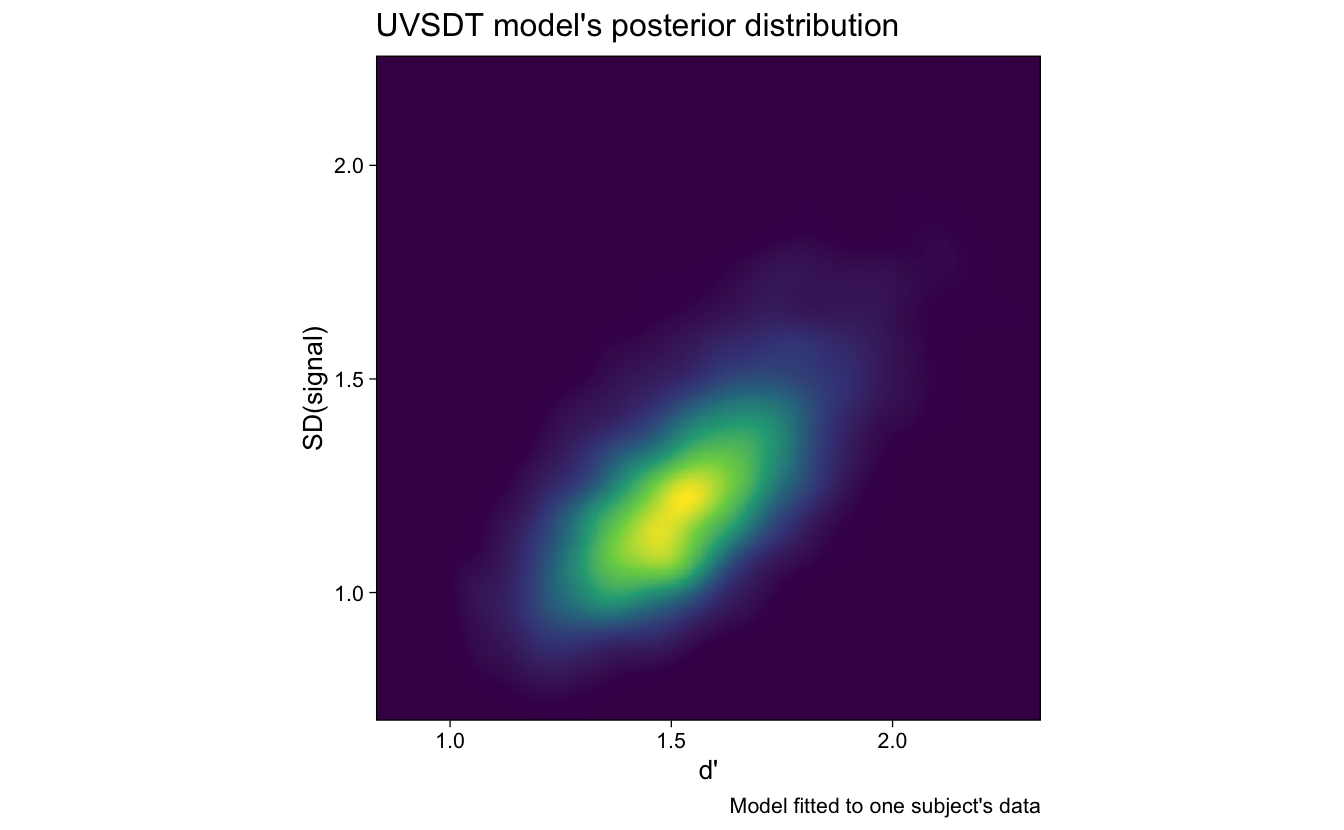 UVSDT model's posterior distribution
SD(signal)
2.0
1.5
1.0
1.0 1.5 2.0
d'
Model fitted to one subject's data